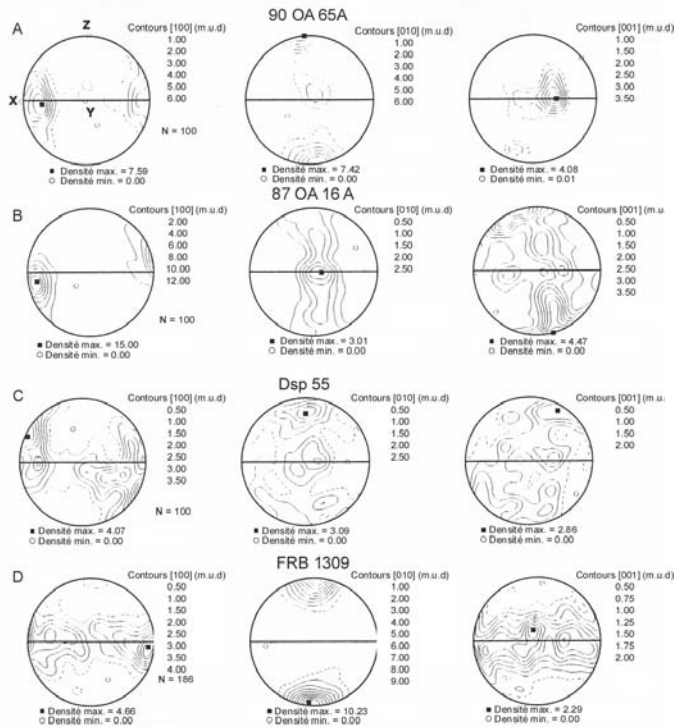 90 OA 65A
A
Z
X
Y
Contours [100] (m.u.d)
1.00
2.00
3.00
4.00
5.00
6.00
N = 100
■ Densité max. = 7.59
○ Densité min. = 0.00
Contours [010] (m.u.d)
1.00
2.00
3.00
4.00
5.00
6.00
■ Densité max. = 7.42
○ Densité min. = 0.00
Contours [001] (m.u.d)
1.00
1.50
2.00
2.50
3.00
3.50
■ Densité max. = 4.08
○ Densité min. = 0.01
87 OA 16 A
B
Contours [100] (m.u.d)
2.00
4.00
6.00
8.00
10.00
12.00
N = 100
■ Densité max. = 15.00
○ Densité min. = 0.00
Contours [010] (m.u.d)
0.50
1.00
1.50
2.00
2.50
■ Densité max. = 3.01
○ Densité min. = 0.00
Contours [001] (m.u.
0.50
1.00
1.50
2.00
2.50
3.00
3.50
■ Densité max. = 4.47
○ Densité min. = 0.00
Dsp 55
C
Contours [100] (m.u.d)
0.50
1.00
1.50
2.00
2.50
3.00
3.50
N = 100
■ Densité max. = 4.07
○ Densité min. = 0.00
Contours [010] (m.u.d)
0.50
1.00
1.50
2.00
2.50
■ Densité max. = 3.09
○ Densité min. = 0.00
Contours [001] (m.u.
0.50
1.00
1.50
2.00
■ Densité max. = 2.86
○ Densité min. = 0.00
FRB 1309
D
Contours [100] (m.u.d)
0.50
1.00
1.50
2.00
2.50
3.00
3.50
4.00
N = 186
■ Densité max. = 4.66
○ Densité min. = 0.00
Contours [010] (m.u.d)
1.00
2.00
3.00
4.00
5.00
6.00
7.00
8.00
9.00
■ Densité max. = 10.23
○ Densité min. = 0.00
Contours [001] (m.u.d)
0.50
0.75
1.00
1.25
1.50
1.75
2.00
■ Densité max. = 2.29
○ Densité min. = 0.00